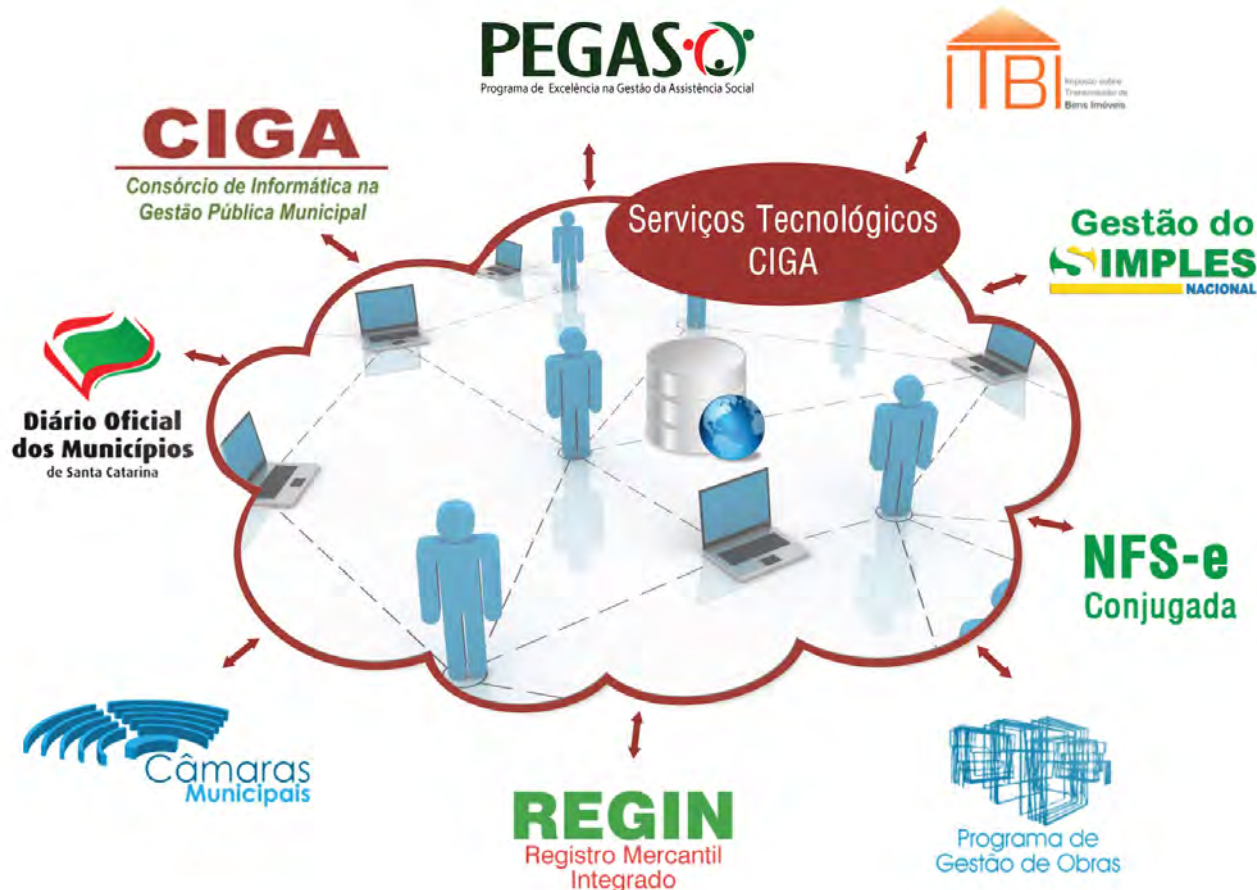 PEGASO
Programa de Excelência na Gestão da Assistência Social
ITBI
Imposto sobre
Transmissão de
Bens Imóveis
CIGA
Consórcio de Informática na
Gestão Pública Municipal
Serviços Tecnológicos
CIGA
Gestão do
SIMPLES
NACIONAL
Diário Oficial
dos Municípios
de Santa Catarina
NFS-e
Conjugada
Câmaras
Municipais
REGIN
Registro Mercantil
Integrado
Programa de
Gestão de Obras